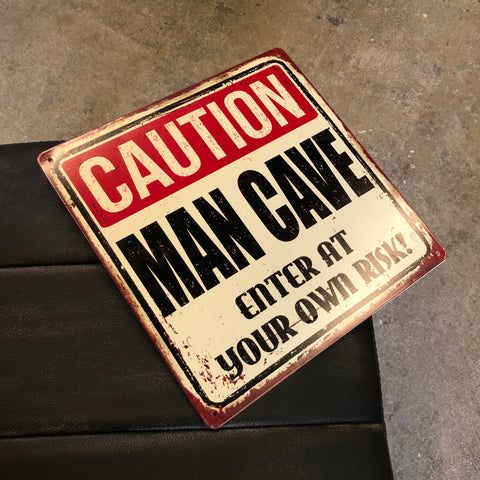 CAUTION
MAN CAVE
ENTER AT
YOUR OWN RISK!